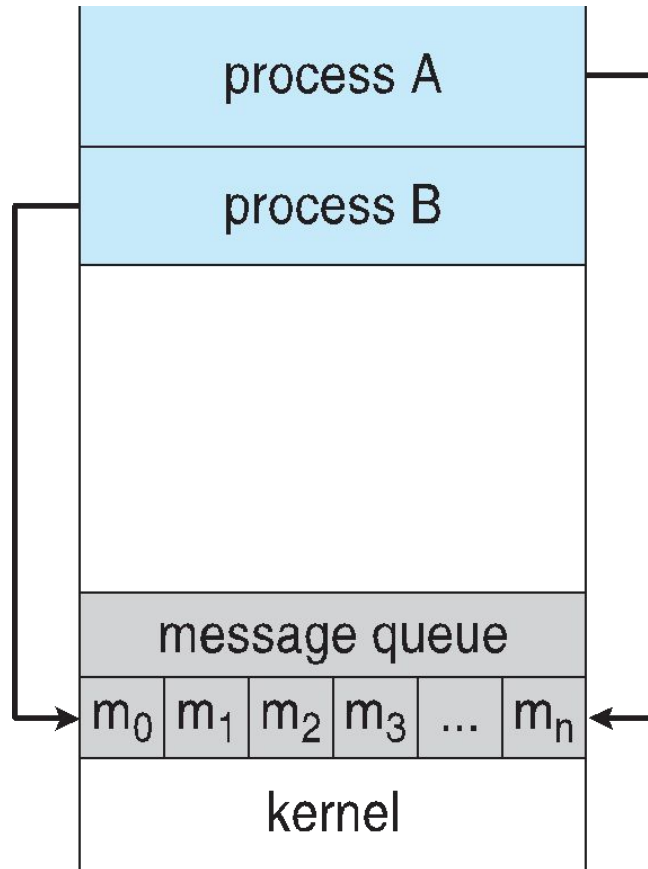 process A
process B
message queue
m₀ m₁ m₂ m₃ ... mₙ
kernel